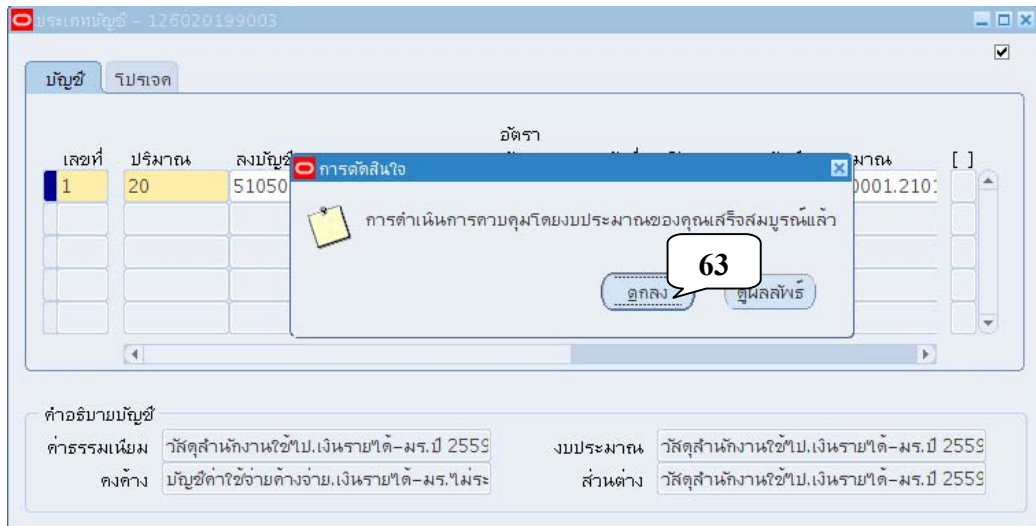 ประเภทบัญชี - 126020199003
บัญชี
โปรเจค
อัตรา
เลขที่ ปริมาณ ลงบัญชี
[ ]
1 20 51050
0001.2101
การตัดสินใจ
การดำเนินการควบคุมโดยงบประมาณของคุณเสร็จสมบูรณ์แล้ว
63
ตกลง
ดูผลลัพธ์
คำอธิบายบัญชี
ค่าธรรมเนียม วัสดุสำนักงานใช้ไป.เงินรายได้-มร.ปี 2559
งบประมาณ วัสดุสำนักงานใช้ไป.เงินรายได้-มร.ปี 2559
คงค้าง บัญชีค่าใช้จ่ายค้างจ่าย.เงินรายได้-มร.ไม่ระ
ส่วนต่าง วัสดุสำนักงานใช้ไป.เงินรายได้-มร.ปี 2559